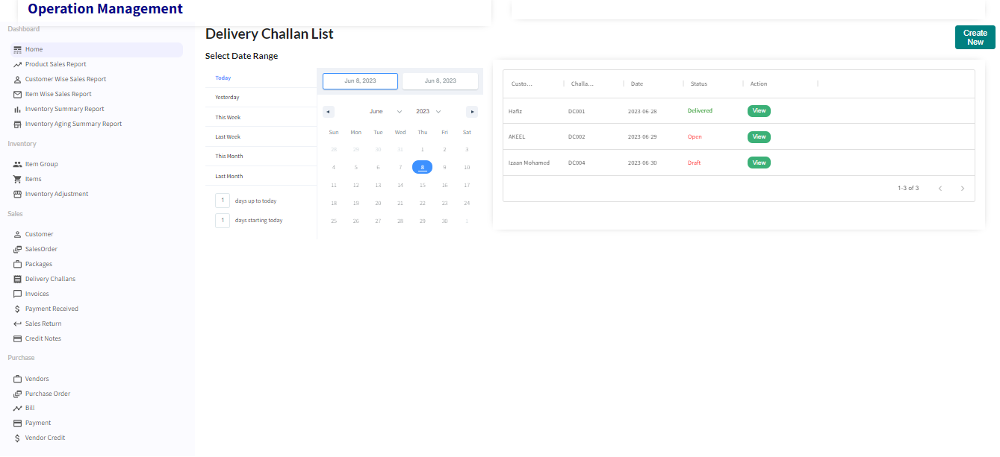 Operation Management
Dashboard
Home
Product Sales Report
Customer Wise Sales Report
Item Wise Sales Report
Inventory Summary Report
Inventory Aging Summary Report
Inventory
Item Group
Items
Inventory Adjustment
Sales
Customer
SalesOrder
Packages
Delivery Challans
Invoices
Payment Received
Sales Return
Credit Notes
Purchase
Vendors
Purchase Order
Bill
Payment
Vendor Credit
Delivery Challan List
Create New
Select Date Range
Today
Yesterday
This Week
Last Week
This Month
Last Month
1 days up to today
1 days starting today
Jun 8, 2023 Jun 8, 2023
June 2023
Sun Mon Tue Wed Thu Fri Sat
28 29 30 31 1 2 3
4 5 6 7 8 9 10
11 12 13 14 15 16 17
18 19 20 21 22 23 24
25 26 27 28 29 30 1
Custo... Challa... Date Status Action
Hafiz DC001 2023-06-28 Delivered View
AKEEL DC002 2023-06-29 Open View
Izaan Mohamed DC004 2023-06-30 Draft View
1-3 of 3